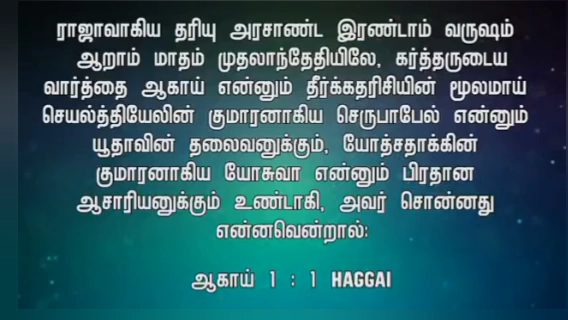 ராஜாவாகிய தரியு அரசாண்ட இரண்டாம் வருஷம்
ஆறாம் மாதம் முதலாந்தேதியிலே, கர்த்தருடைய
வார்த்தை ஆகாய் என்னும் தீர்க்கதரிசியின் மூலமாய்
செயல்த்தியேலின் குமாரனாகிய செருபாபேல் என்னும்
யூதாவின் தலைவனுக்கும், யோத்சதாக்கின்
குமாரனாகிய யோசுவா என்னும் பிரதான
ஆசாரியனுக்கும் உண்டாகி, அவர் சொன்னது
என்னவென்றால்:
ஆகாய் 1 : 1 HAGGAI